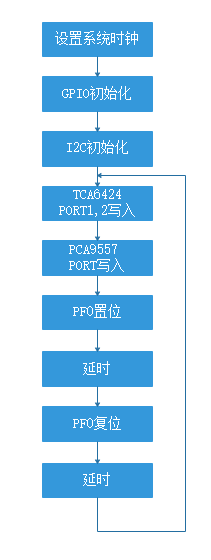 设置系统时钟
GPIO初始化
I2C初始化
TCA6424
PORT1,2写入
PCA9557
PORT写入
PF0置位
延时
PF0复位
延时